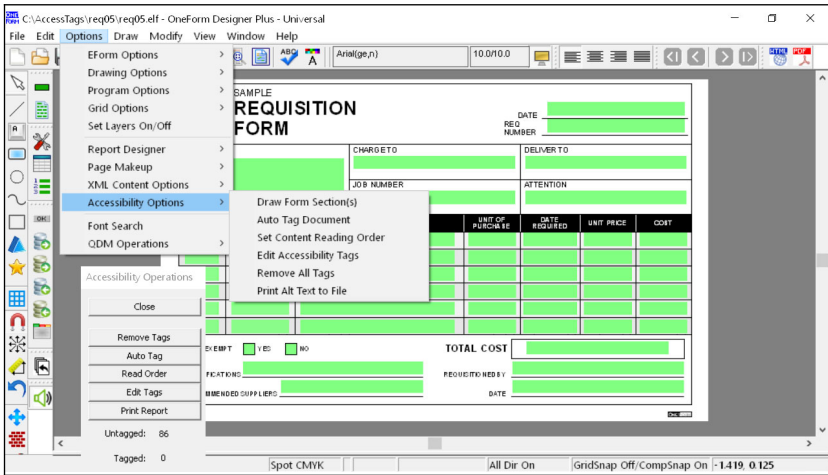 C:\AccessTags\req05\req05.elf - OneForm Designer Plus - Universal
File Edit Options Draw Modify View Window Help
Arial(ge,n) 10.0/10.0 HTML PDF
EForm Options
Drawing Options
Program Options
Grid Options
Set Layers On/Off
Report Designer
Page Makeup
XML Content Options
Accessibility Options
Font Search
QDM Operations
Draw Form Section(s)
Auto Tag Document
Set Content Reading Order
Edit Accessibility Tags
Remove All Tags
Print Alt Text to File
SAMPLE
REQUISITION
FORM
DATE
REQ
NUMBER
CHARGE TO DELIVER TO
JOB NUMBER ATTENTION
UNIT OF PURCHASE DATE REQUIRED UNIT PRICE COST
EXEMPT YES NO TOTAL COST
REQUISITIONED BY
DATE
Accessibility Operations
Close
Remove Tags
Auto Tag
Read Order
Edit Tags
Print Report
Untagged: 86
Tagged: 0
Spot CMYK All Dir On GridSnap Off/CompSnap On -1.419, 0.125